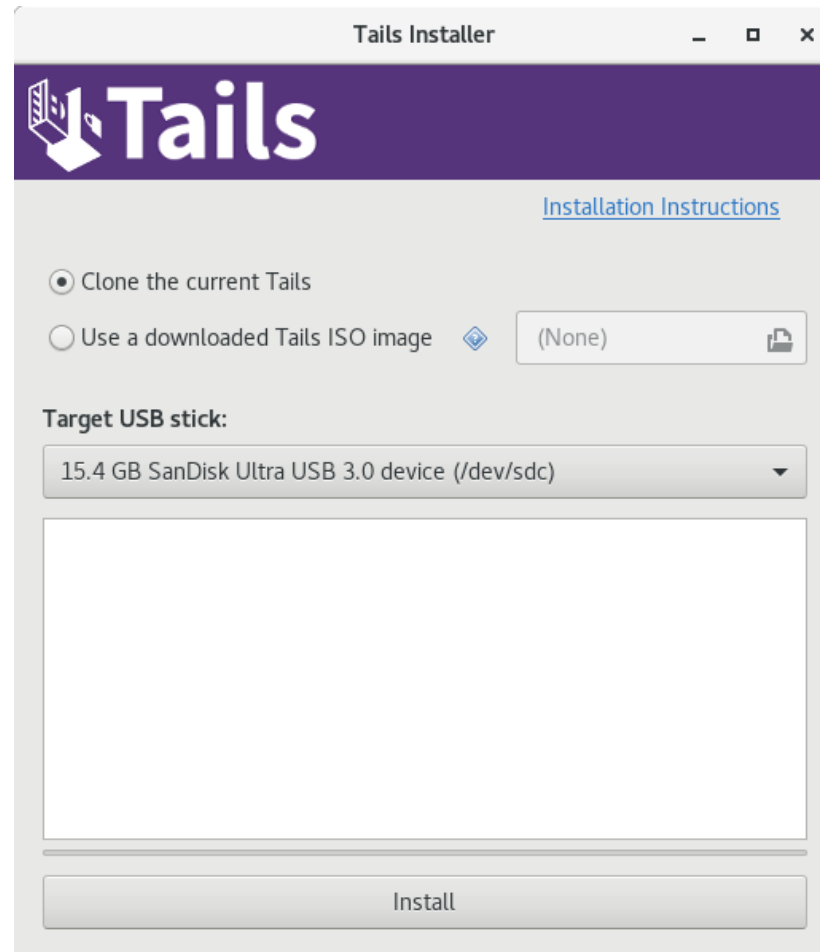 Tails Installer
Tails
Installation Instructions
Clone the current Tails
Use a downloaded Tails ISO image (None)
Target USB stick:
15.4 GB SanDisk Ultra USB 3.0 device (/dev/sdc)
Install